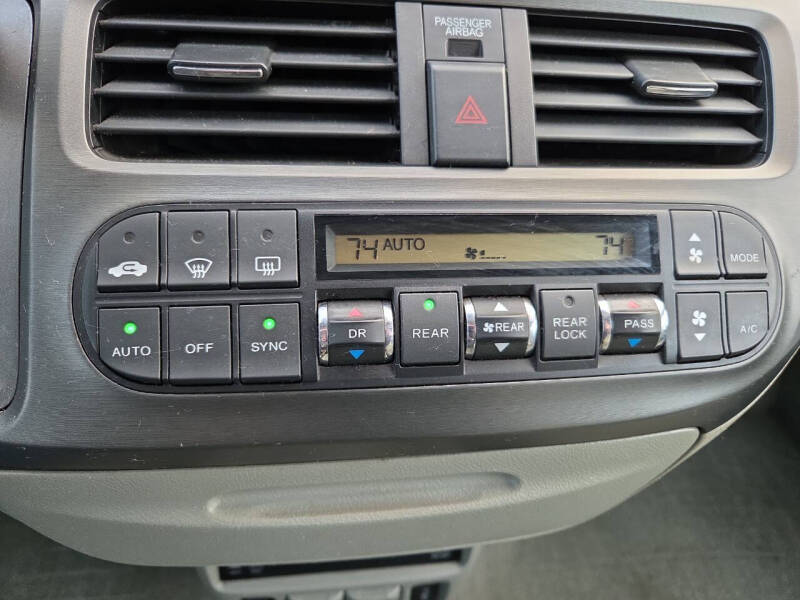 PASSENGER
AIRBAG
74 AUTO 74
MODE
AUTO
OFF
SYNC
DR
REAR
REAR
REAR
LOCK
PASS
A/C